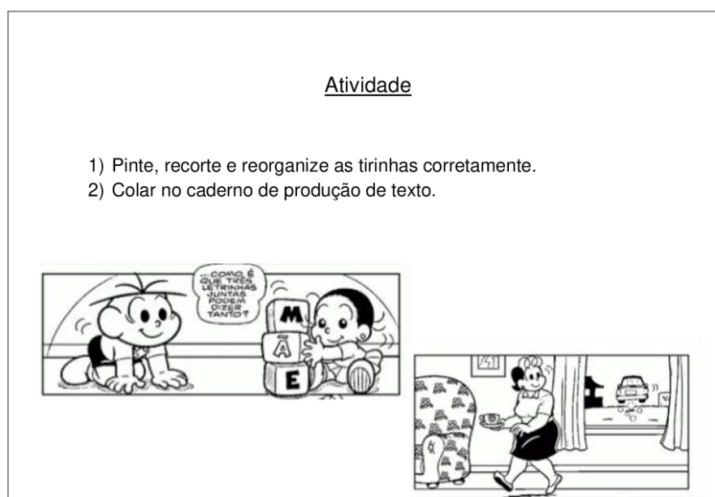 Atividade
1) Pinte, recorte e reorganize as tirinhas corretamente.
2) Colar no caderno de produção de texto.
...COMO É
QUE TRÊS
LETRINHAS
JUNTAS
PODEM
DIZER
TANTO?
M
Ã
E